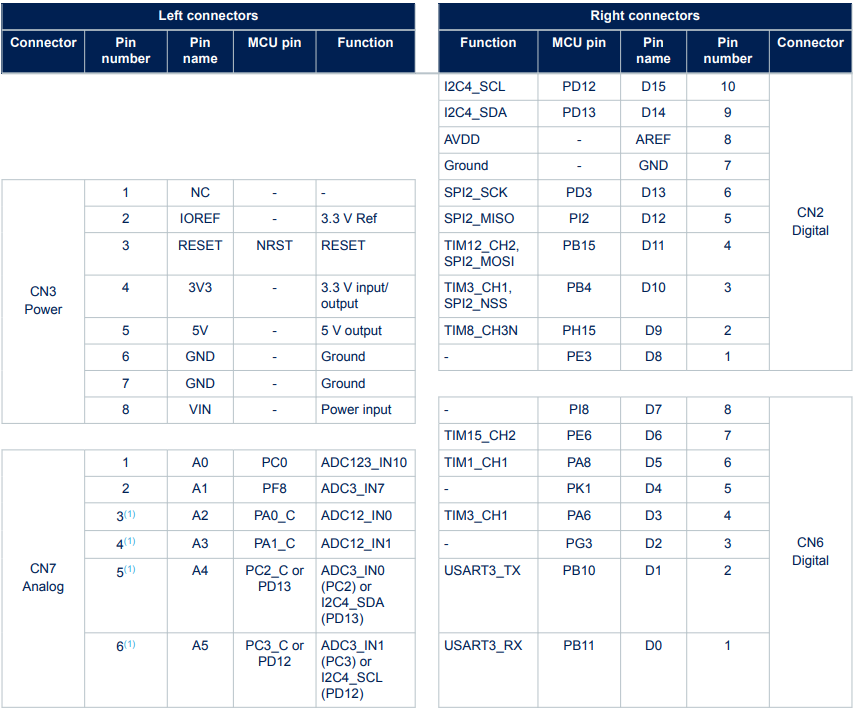 Left connectors Right connectors
Connector Pin number Pin name MCU pin Function Function MCU pin Pin name Pin number Connector
I2C4_SCL PD12 D15 10
I2C4_SDA PD13 D14 9
AVDD - AREF 8
Ground - GND 7
1 NC - - SPI2_SCK PD3 D13 6
2 IOREF - 3.3 V Ref SPI2_MISO PI2 D12 5
CN2 Digital
3 RESET NRST RESET TIM12_CH2, SPI2_MOSI PB15 D11 4
CN3 Power
4 3V3 - 3.3 V input/ output TIM3_CH1, SPI2_NSS PB4 D10 3
5 5V - 5 V output TIM8_CH3N PH15 D9 2
6 GND - Ground - PE3 D8 1
7 GND - Ground
8 VIN - Power input - PI8 D7 8
TIM15_CH2 PE6 D6 7
1 A0 PC0 ADC123_IN10 TIM1_CH1 PA8 D5 6
2 A1 PF8 ADC3_IN7 - PK1 D4 5
3(1) A2 PA0_C ADC12_IN0 TIM3_CH1 PA6 D3 4
4(1) A3 PA1_C ADC12_IN1 - PG3 D2 3
CN6 Digital
CN7 Analog
5(1) A4 PC2_C or PD13 ADC3_IN0 (PC2) or I2C4_SDA (PD13) USART3_TX PB10 D1 2
6(1) A5 PC3_C or PD12 ADC3_IN1 (PC3) or I2C4_SCL (PD12) USART3_RX PB11 D0 1